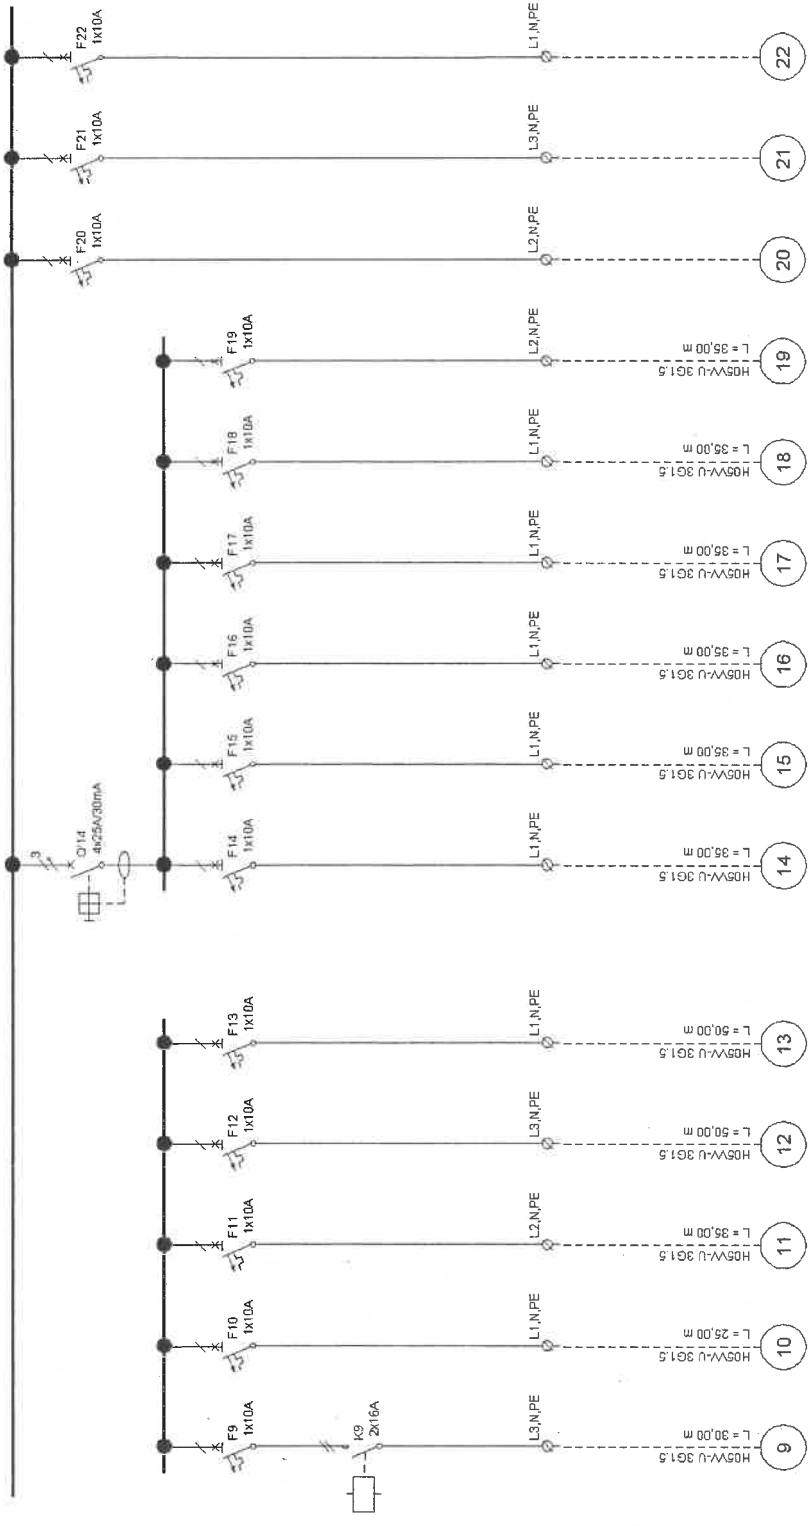 F22
1x10A
L1,N,PE
22
F21
1x10A
L3,N,PE
21
F20
1x10A
L2,N,PE
20
F19
1x10A
L2,N,PE
H05VV-U 3G1.5
L = 35,00 m
19
F18
1x10A
L1,N,PE
H05VV-U 3G1.5
L = 35,00 m
18
F17
1x10A
L1,N,PE
H05VV-U 3G1.5
L = 35,00 m
17
F16
1x10A
L1,N,PE
H05VV-U 3G1.5
L = 35,00 m
16
F15
1x10A
L1,N,PE
H05VV-U 3G1.5
L = 35,00 m
15
3
Q'14
4x25A/30mA
F14
1x10A
L1,N,PE
H05VV-U 3G1.5
L = 35,00 m
14
F13
1x10A
L1,N,PE
H05VV-U 3G1.5
L = 50,00 m
13
F12
1x10A
L3,N,PE
H05VV-U 3G1.5
L = 50,00 m
12
F11
1x10A
L2,N,PE
H05VV-U 3G1.5
L = 35,00 m
11
F10
1x10A
L1,N,PE
H05VV-U 3G1.5
L = 25,00 m
10
F9
1x10A
K9
2x16A
L3,N,PE
H05VV-U 3G1.5
L = 30,00 m
9